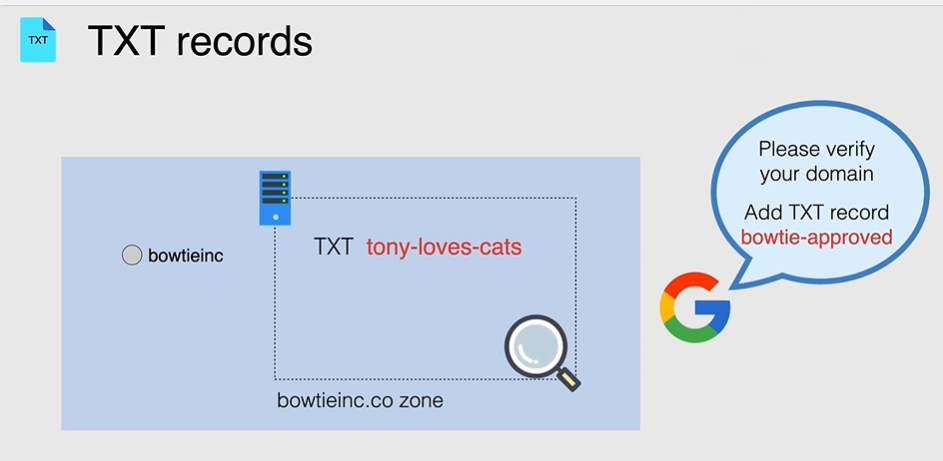 TXT
TXT records
Please verify
your domain
Add TXT record
bowtie-approved
bowtieinc
TXT tony-loves-cats
bowtieinc.co zone